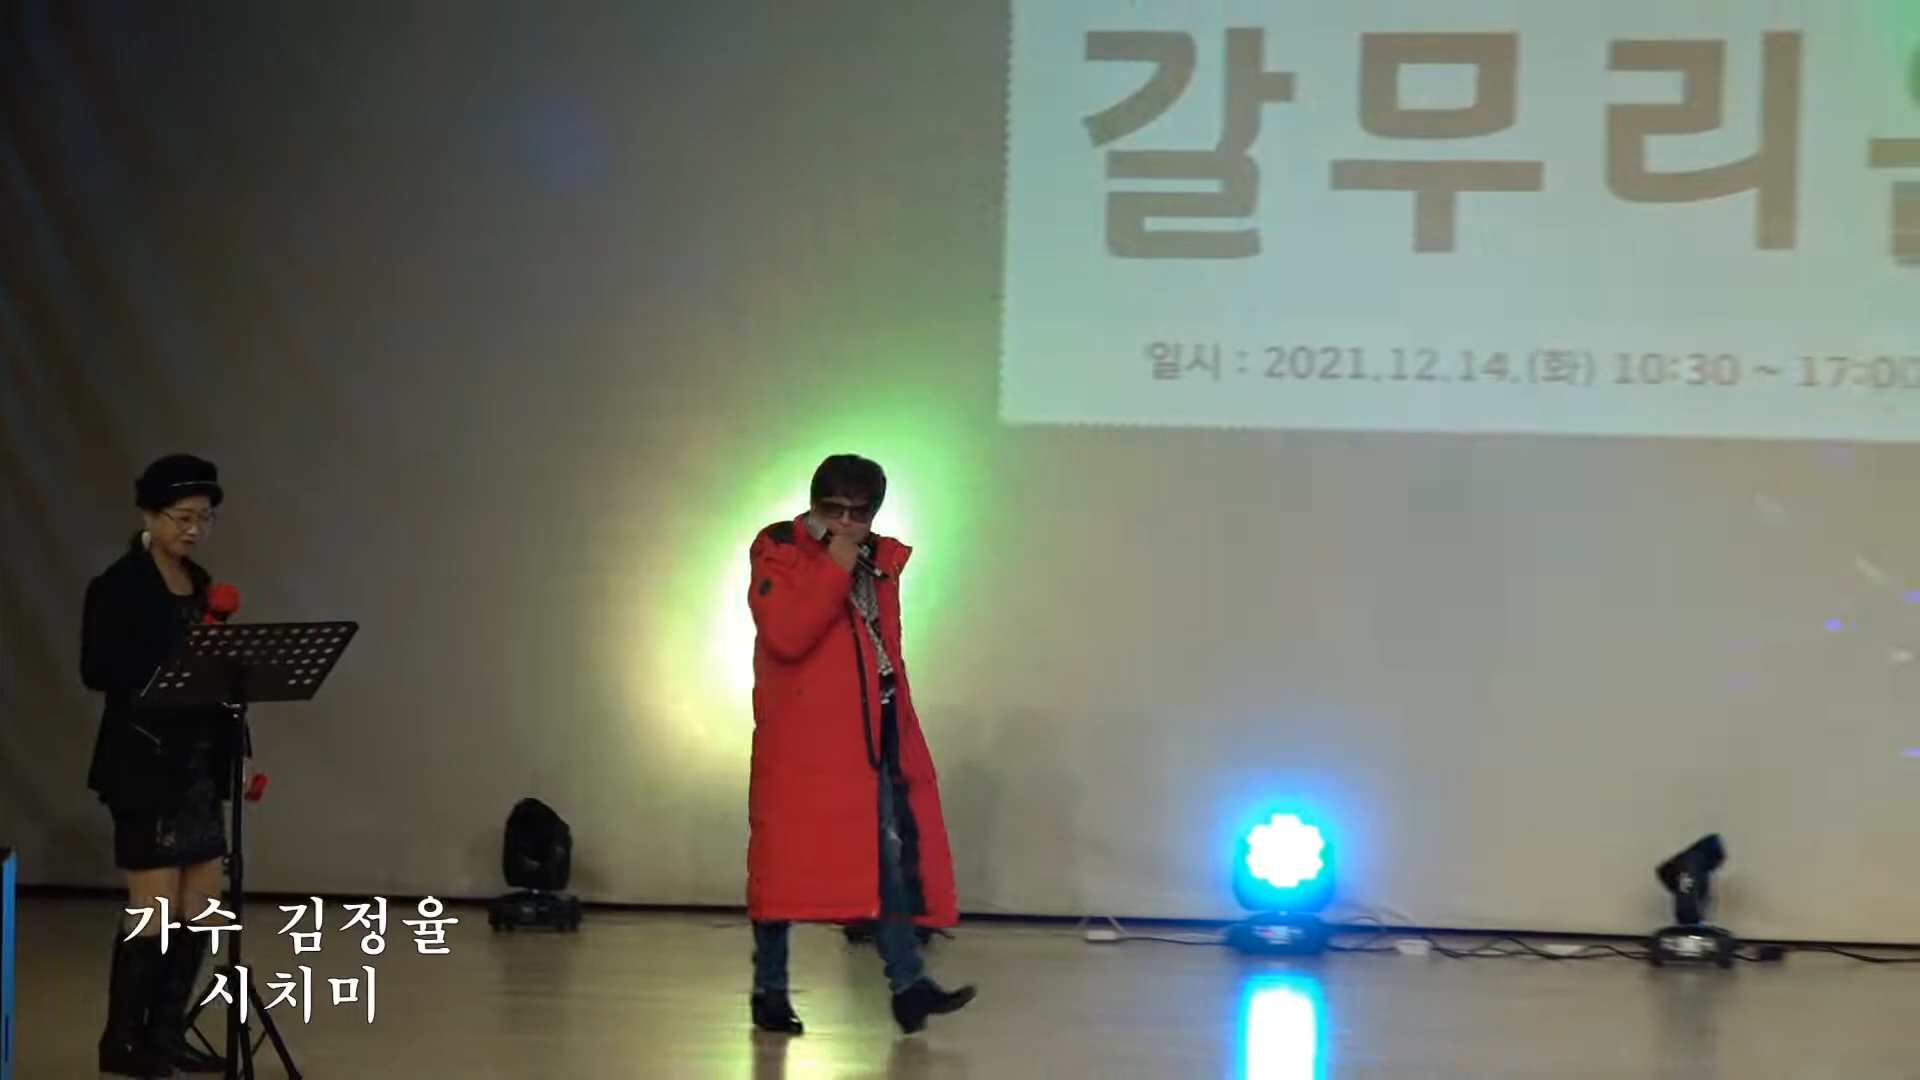 갈무리
일시 : 2021.12.14.(화) 10:30 ~ 17:00
가수 김정율
시치미